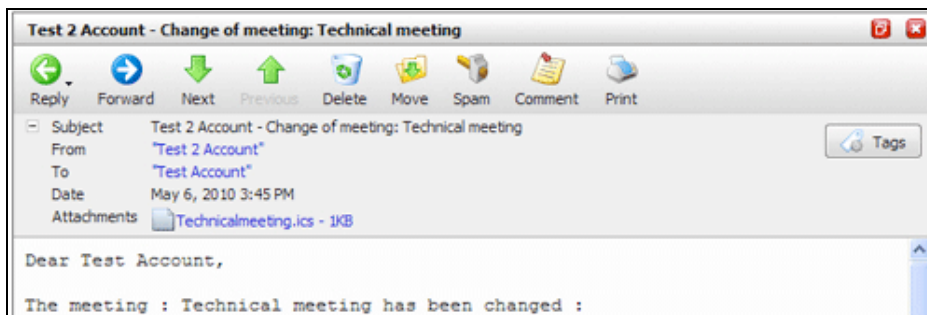 Test 2 Account - Change of meeting: Technical meeting
Reply Forward Next Previous Delete Move Spam Comment Print
Subject Test 2 Account - Change of meeting: Technical meeting
Tags
From "Test 2 Account"
To "Test Account"
Date May 6, 2010 3:45 PM
Attachments Technicalmeeting.ics - 1KB
Dear Test Account,
The meeting : Technical meeting has been changed :